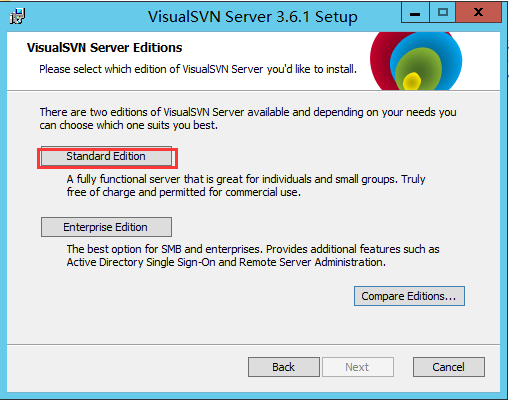 VisualSVN Server 3.6.1 Setup
VisualSVN Server Editions
Please select which edition of VisualSVN Server you'd like to install.
There are two editions of VisualSVN Server available and depending on your needs you
can choose which one suits you best.
Standard Edition
A fully functional server that is great for individuals and small groups. Truly
free of charge and permitted for commercial use.
Enterprise Edition
The best option for SMB and enterprises. Provides additional features such as
Active Directory Single Sign-On and Remote Server Administration.
Compare Editions...
Back
Next
Cancel